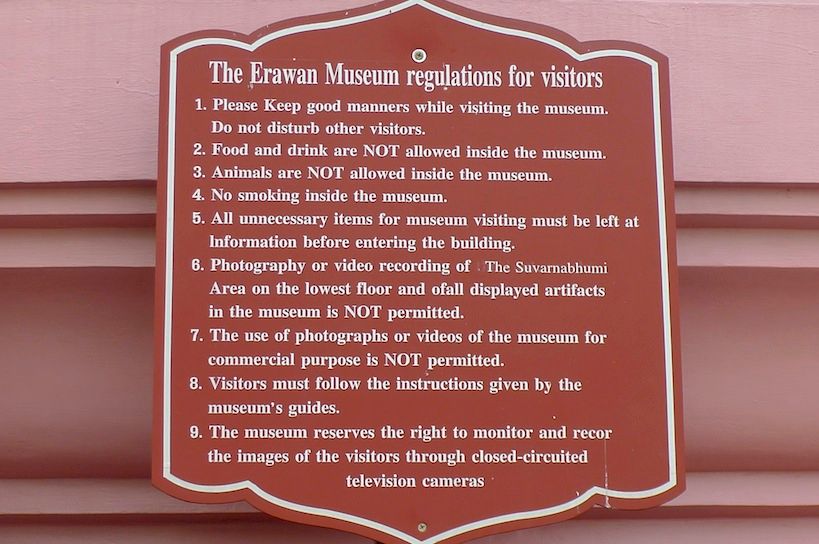 The Erawan Museum regulations for visitors
1. Please Keep good manners while visiting the museum.
Do not disturb other visitors.
2. Food and drink are NOT allowed inside the museum.
3. Animals are NOT allowed inside the museum.
4. No smoking inside the museum.
5. All unnecessary items for museum visiting must be left at
Information before entering the building.
6. Photography or video recording of The Suvarnabhumi
Area on the lowest floor and ofall displayed artifacts
in the museum is NOT permitted.
7. The use of photographs or videos of the museum for
commercial purpose is NOT permitted.
8. Visitors must follow the instructions given by the
museum's guides.
9. The museum reserves the right to monitor and recor
the images of the visitors through closed-circuited
television cameras